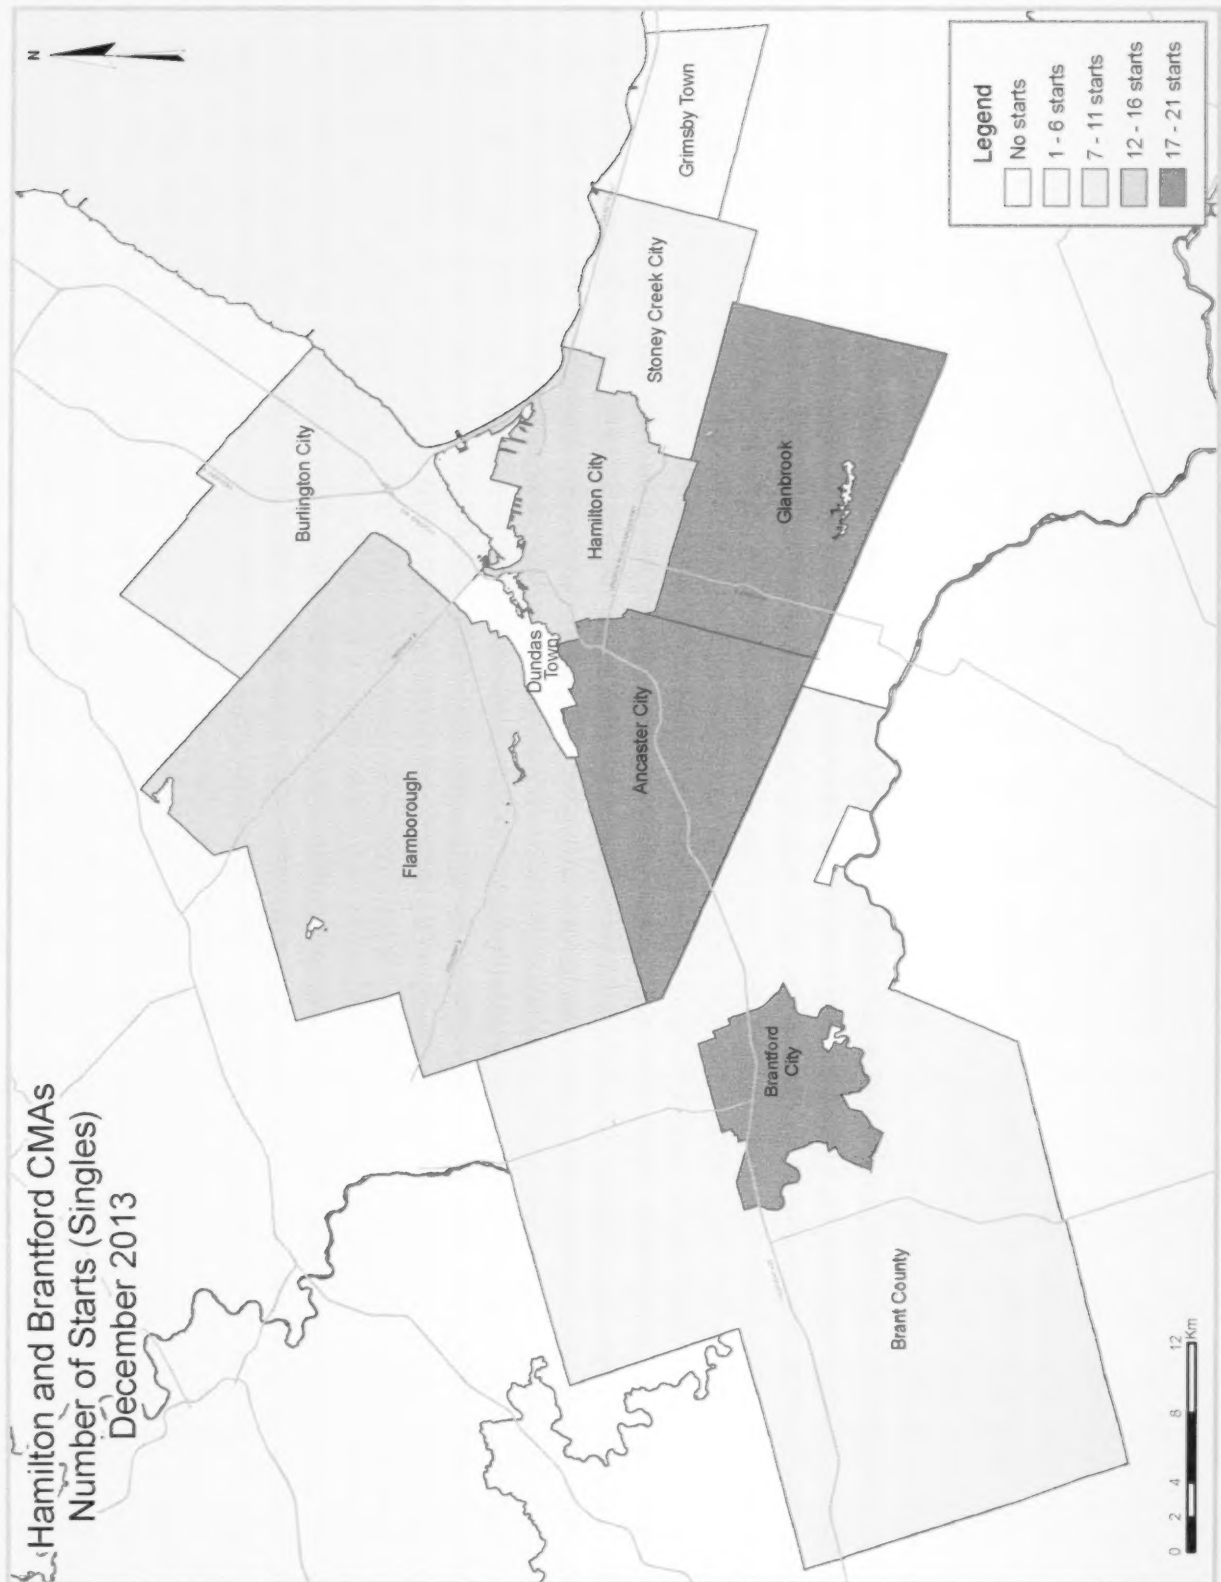 Hamilton and Brantford CMAs
Number of Starts (Singles)
December 2013
N
Burlington City
Flamborough
Dundas
Town
Hamilton City
Stoney Creek City
Grimsby Town
Ancaster City
Glanbrook
Brantford
City
Brant County
Legend
No starts
1 - 6 starts
7 - 11 starts
12 - 16 starts
17 - 21 starts
0 2 4 8 12
Km